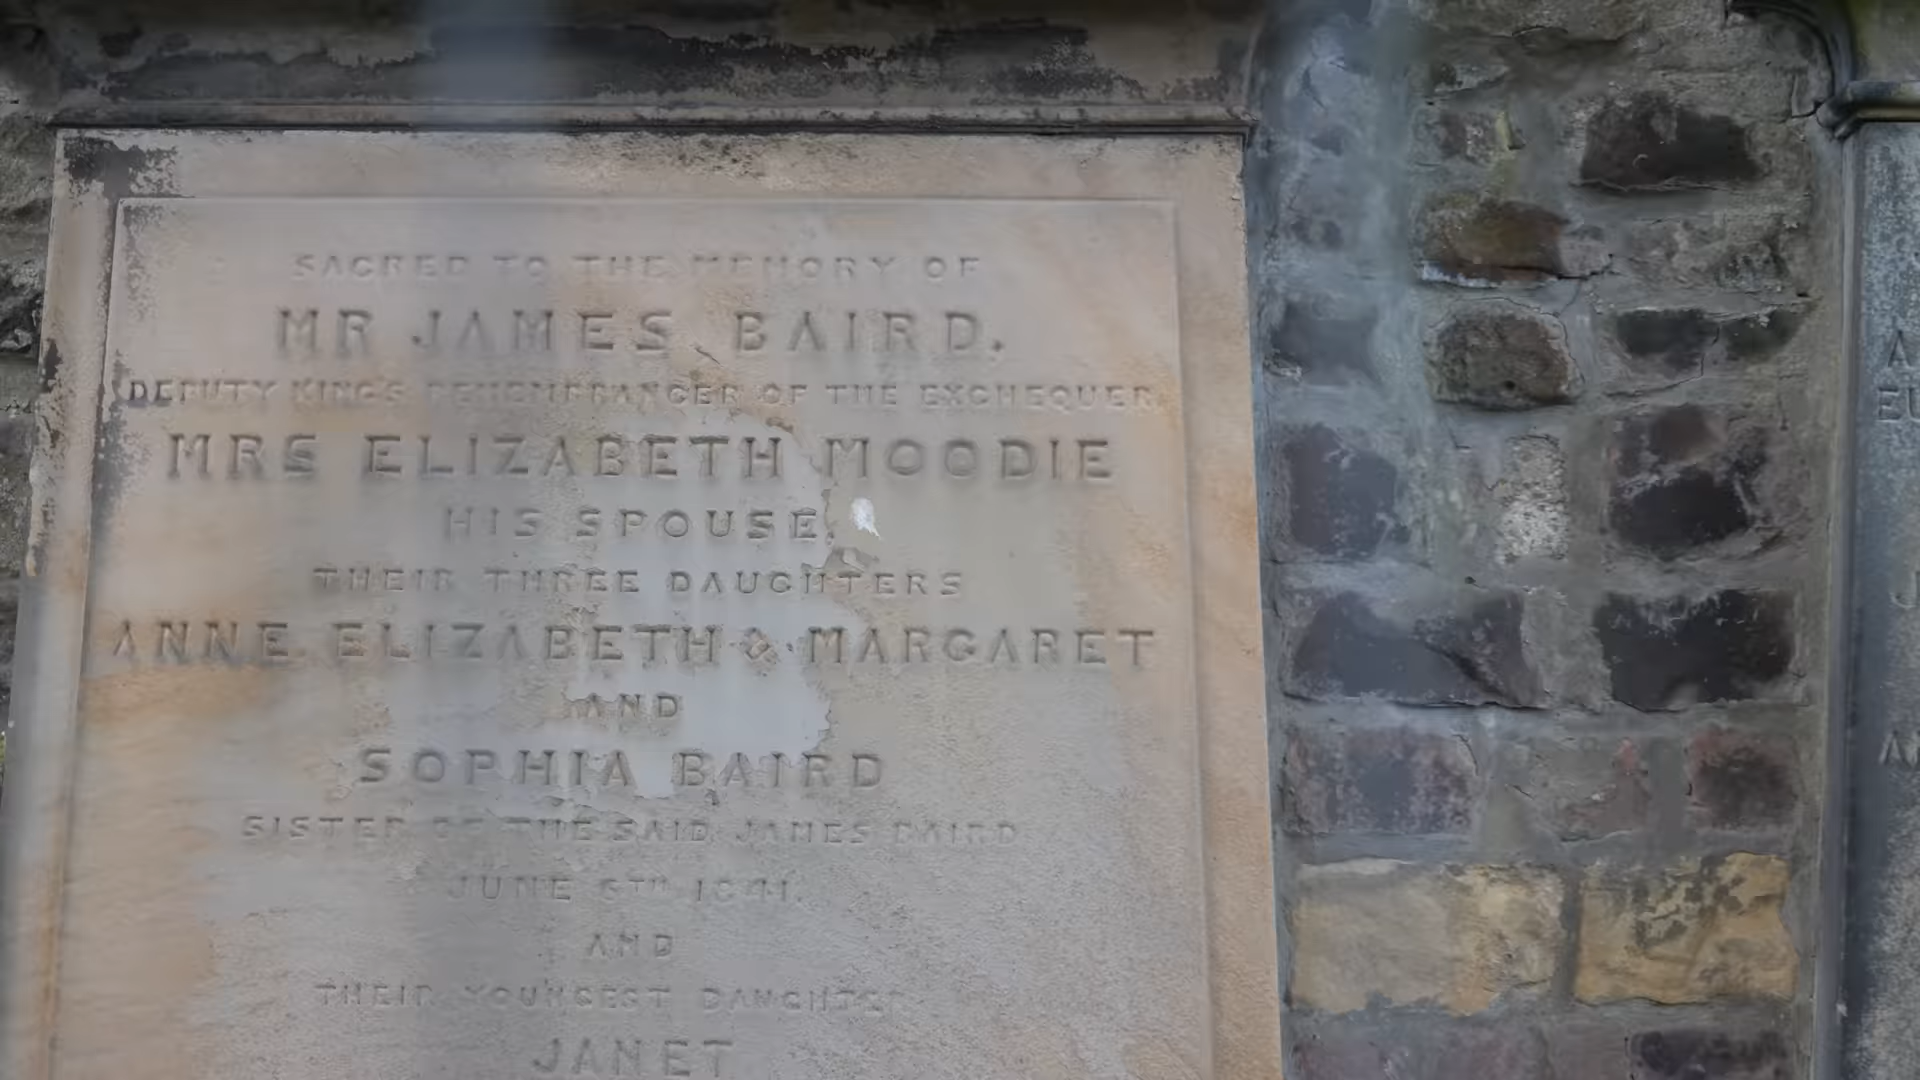 SACRED TO THE MEMORY OF
MR JAMES BAIRD,
DEPUTY KING'S REMEMBRANCER OF THE EXCHEQUER.
MRS ELIZABETH MOODIE
HIS SPOUSE,
THEIR THREE DAUGHTERS
ANNE. ELIZABETH & MARGARET
AND
SOPHIA BAIRD
SISTER OF THE SAID JAMES BAIRD
JUNE 1841.
AND
THEIR YOUNGEST DAUGHTER
JANET